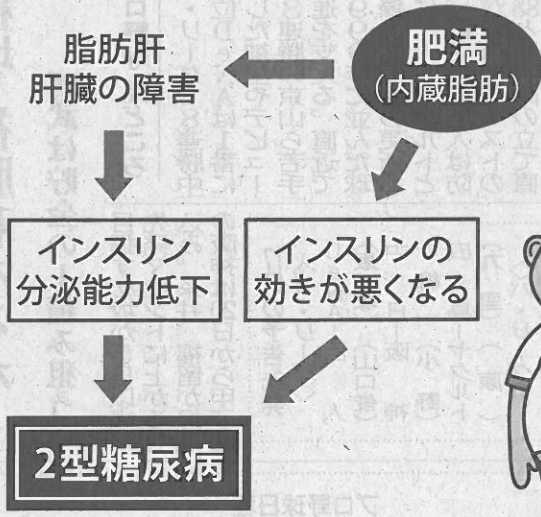 肥満
（内蔵脂肪）
脂肪肝
肝臓の障害
インスリン
分泌能力低下
インスリンの
効きが悪くなる
2型糖尿病